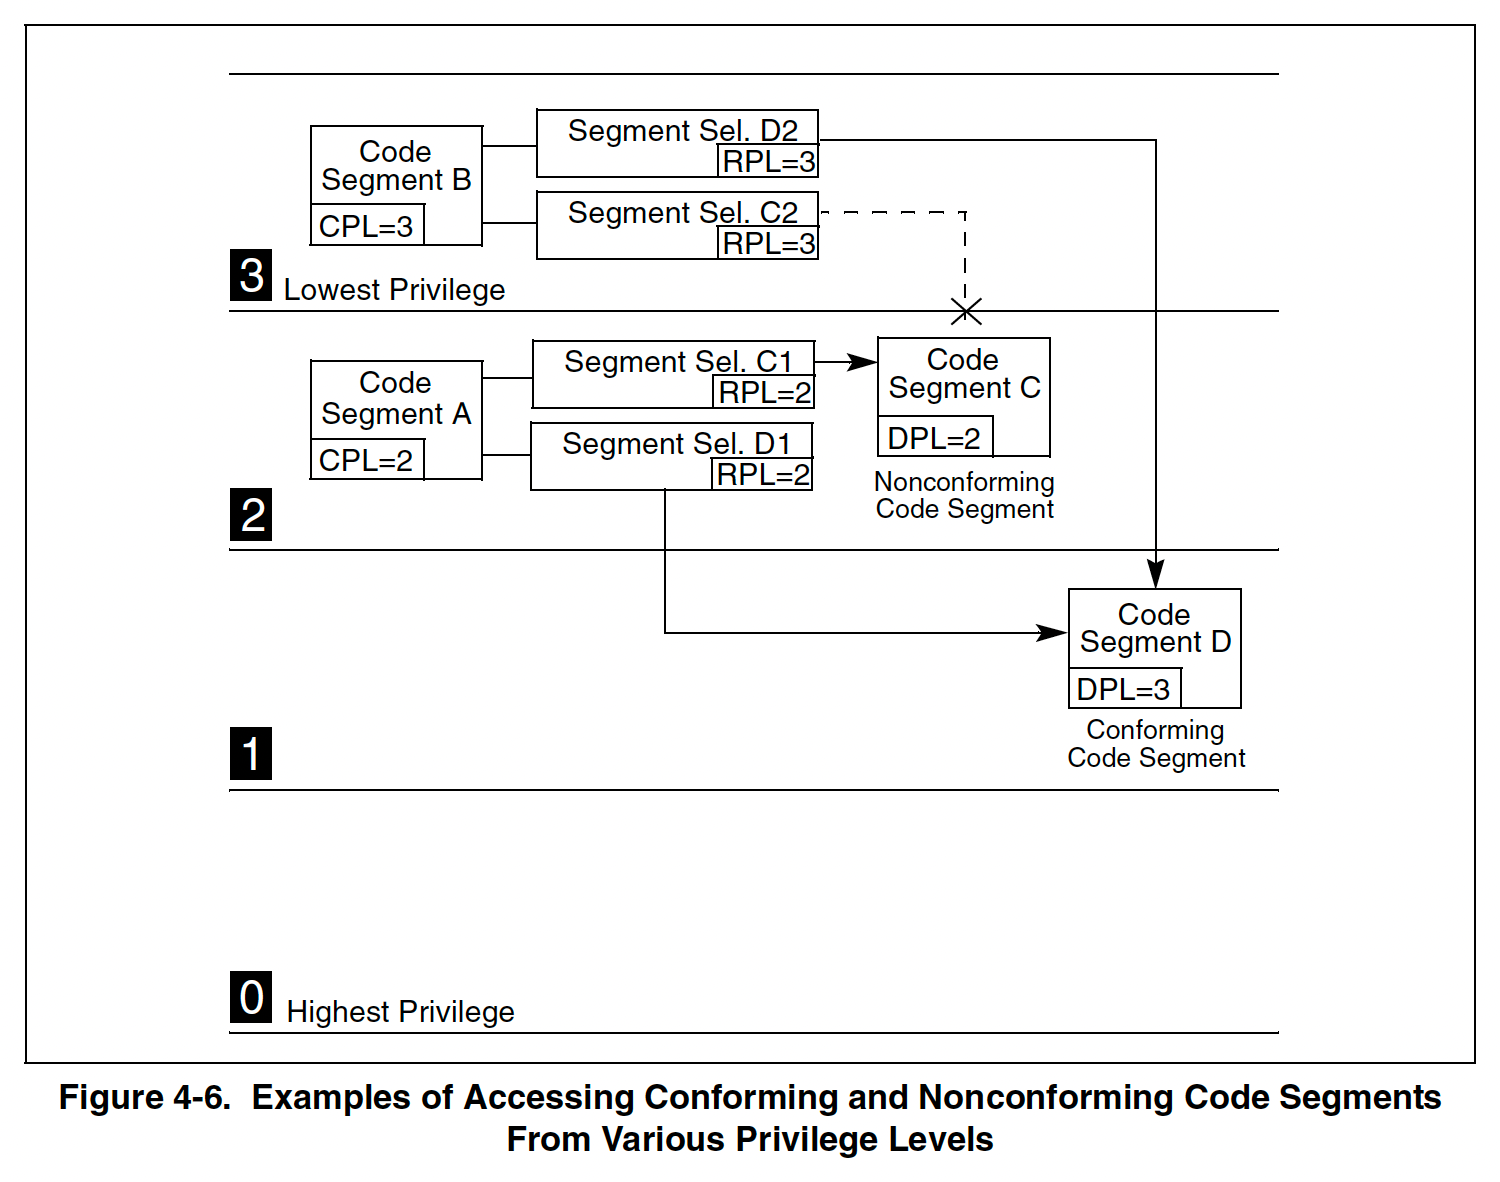 Code
Segment B
CPL=3
Segment Sel. D2
RPL=3
Segment Sel. C2
RPL=3
3
Lowest Privilege
Code
Segment A
CPL=2
Segment Sel. C1
RPL=2
Segment Sel. D1
RPL=2
Code
Segment C
DPL=2
Nonconforming
Code Segment
2
Code
Segment D
DPL=3
Conforming
Code Segment
1
0
Highest Privilege
Figure 4-6. Examples of Accessing Conforming and Nonconforming Code Segments
From Various Privilege Levels